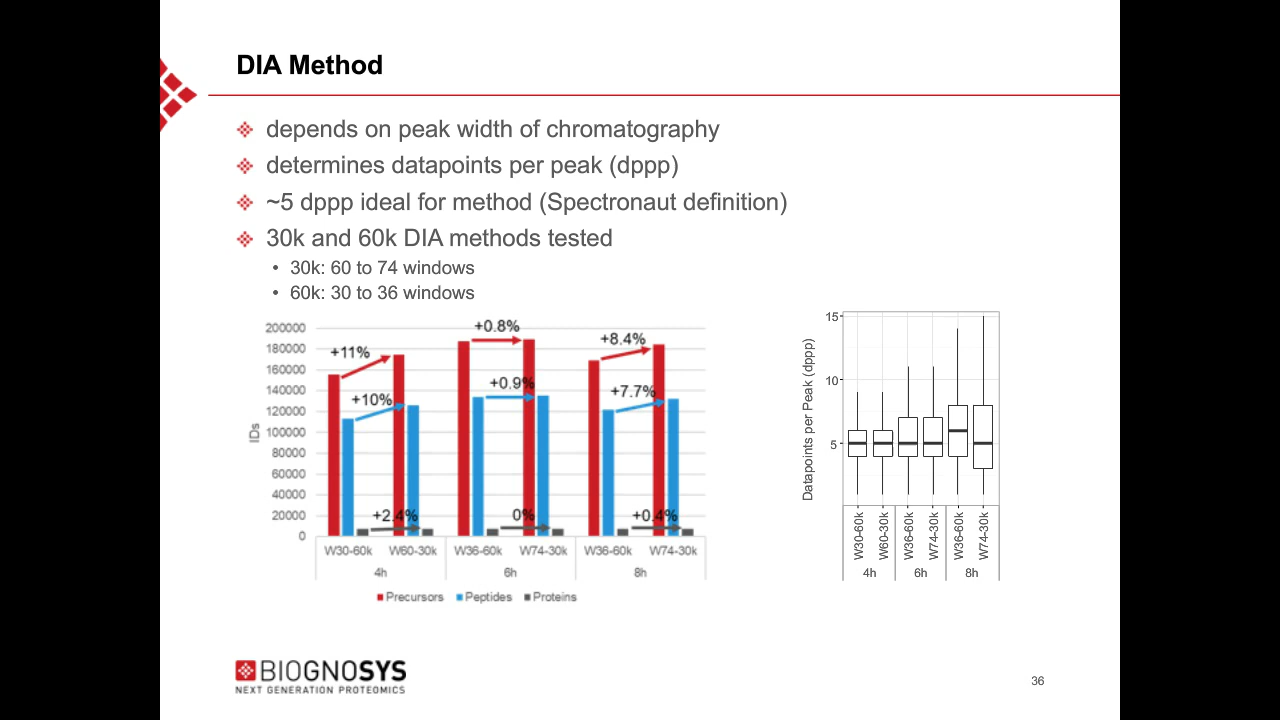 DIA Method
depends on peak width of chromatography
determines datapoints per peak (dppp)
~5 dppp ideal for method (Spectronaut definition)
30k and 60k DIA methods tested
• 30k: 60 to 74 windows
• 60k: 30 to 36 windows
200000
180000
160000
140000
120000
100000
80000
60000
40000
20000
0
IDs
+11%
+10%
+2.4%
+0.8%
+0.9%
0%
+8.4%
+7.7%
+0.4%
W30-60k W60-30k W36-60k W74-30k W36-60k W74-30k
4h 6h 8h
Precursors Peptides Proteins
Datapoints per Peak (dppp)
15
10
5
W30-60k W60-30k W36-60k W74-30k W36-60k W74-30k
4h 6h 8h
BIOGNOSYS
NEXT GENERATION PROTEOMICS
36